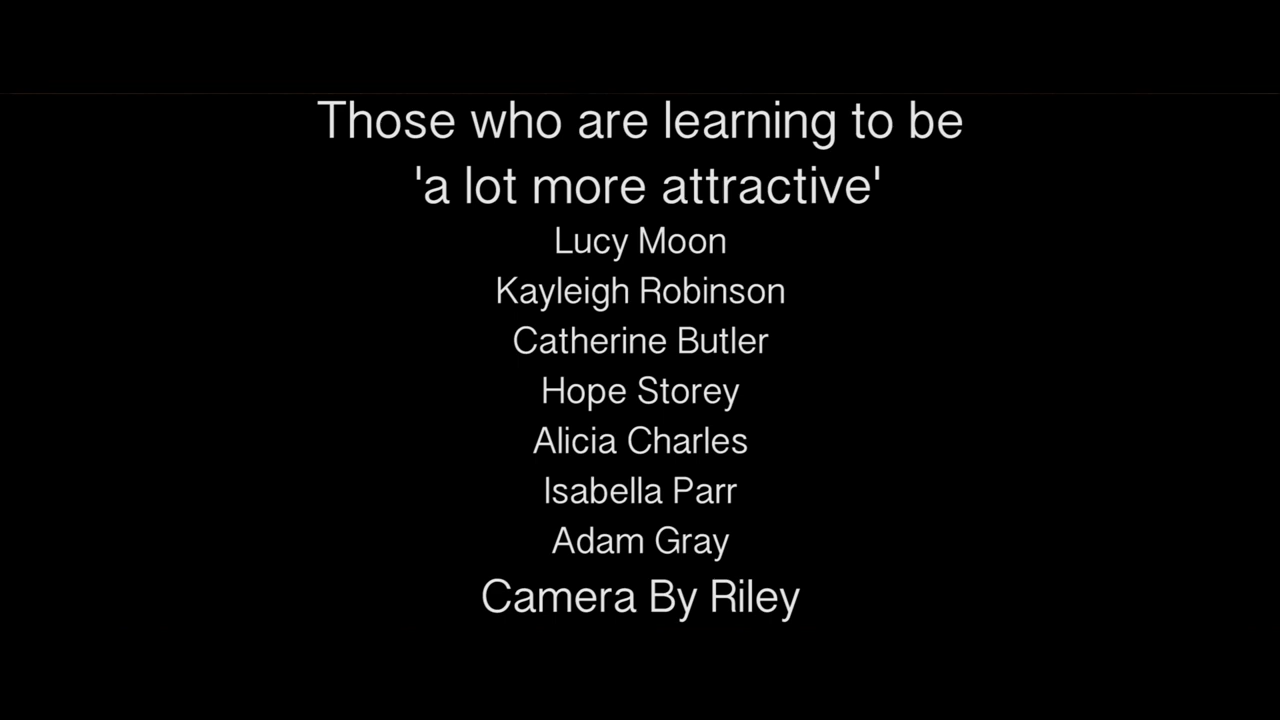 Those who are learning to be
'a lot more attractive'
Lucy Moon
Kayleigh Robinson
Catherine Butler
Hope Storey
Alicia Charles
Isabella Parr
Adam Gray
Camera By Riley